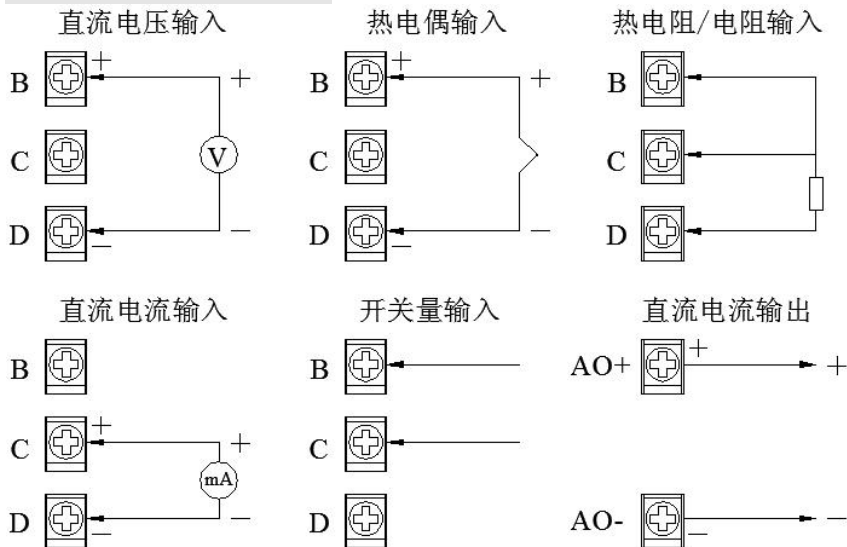 直流电压输入 热电偶输入 热电阻/电阻输入
B + + B + + B
C V C C
D − − D − − D
直流电流输入 开关量输入 直流电流输出
B B AO+ + +
C + + C
mA
D − − D AO- − −